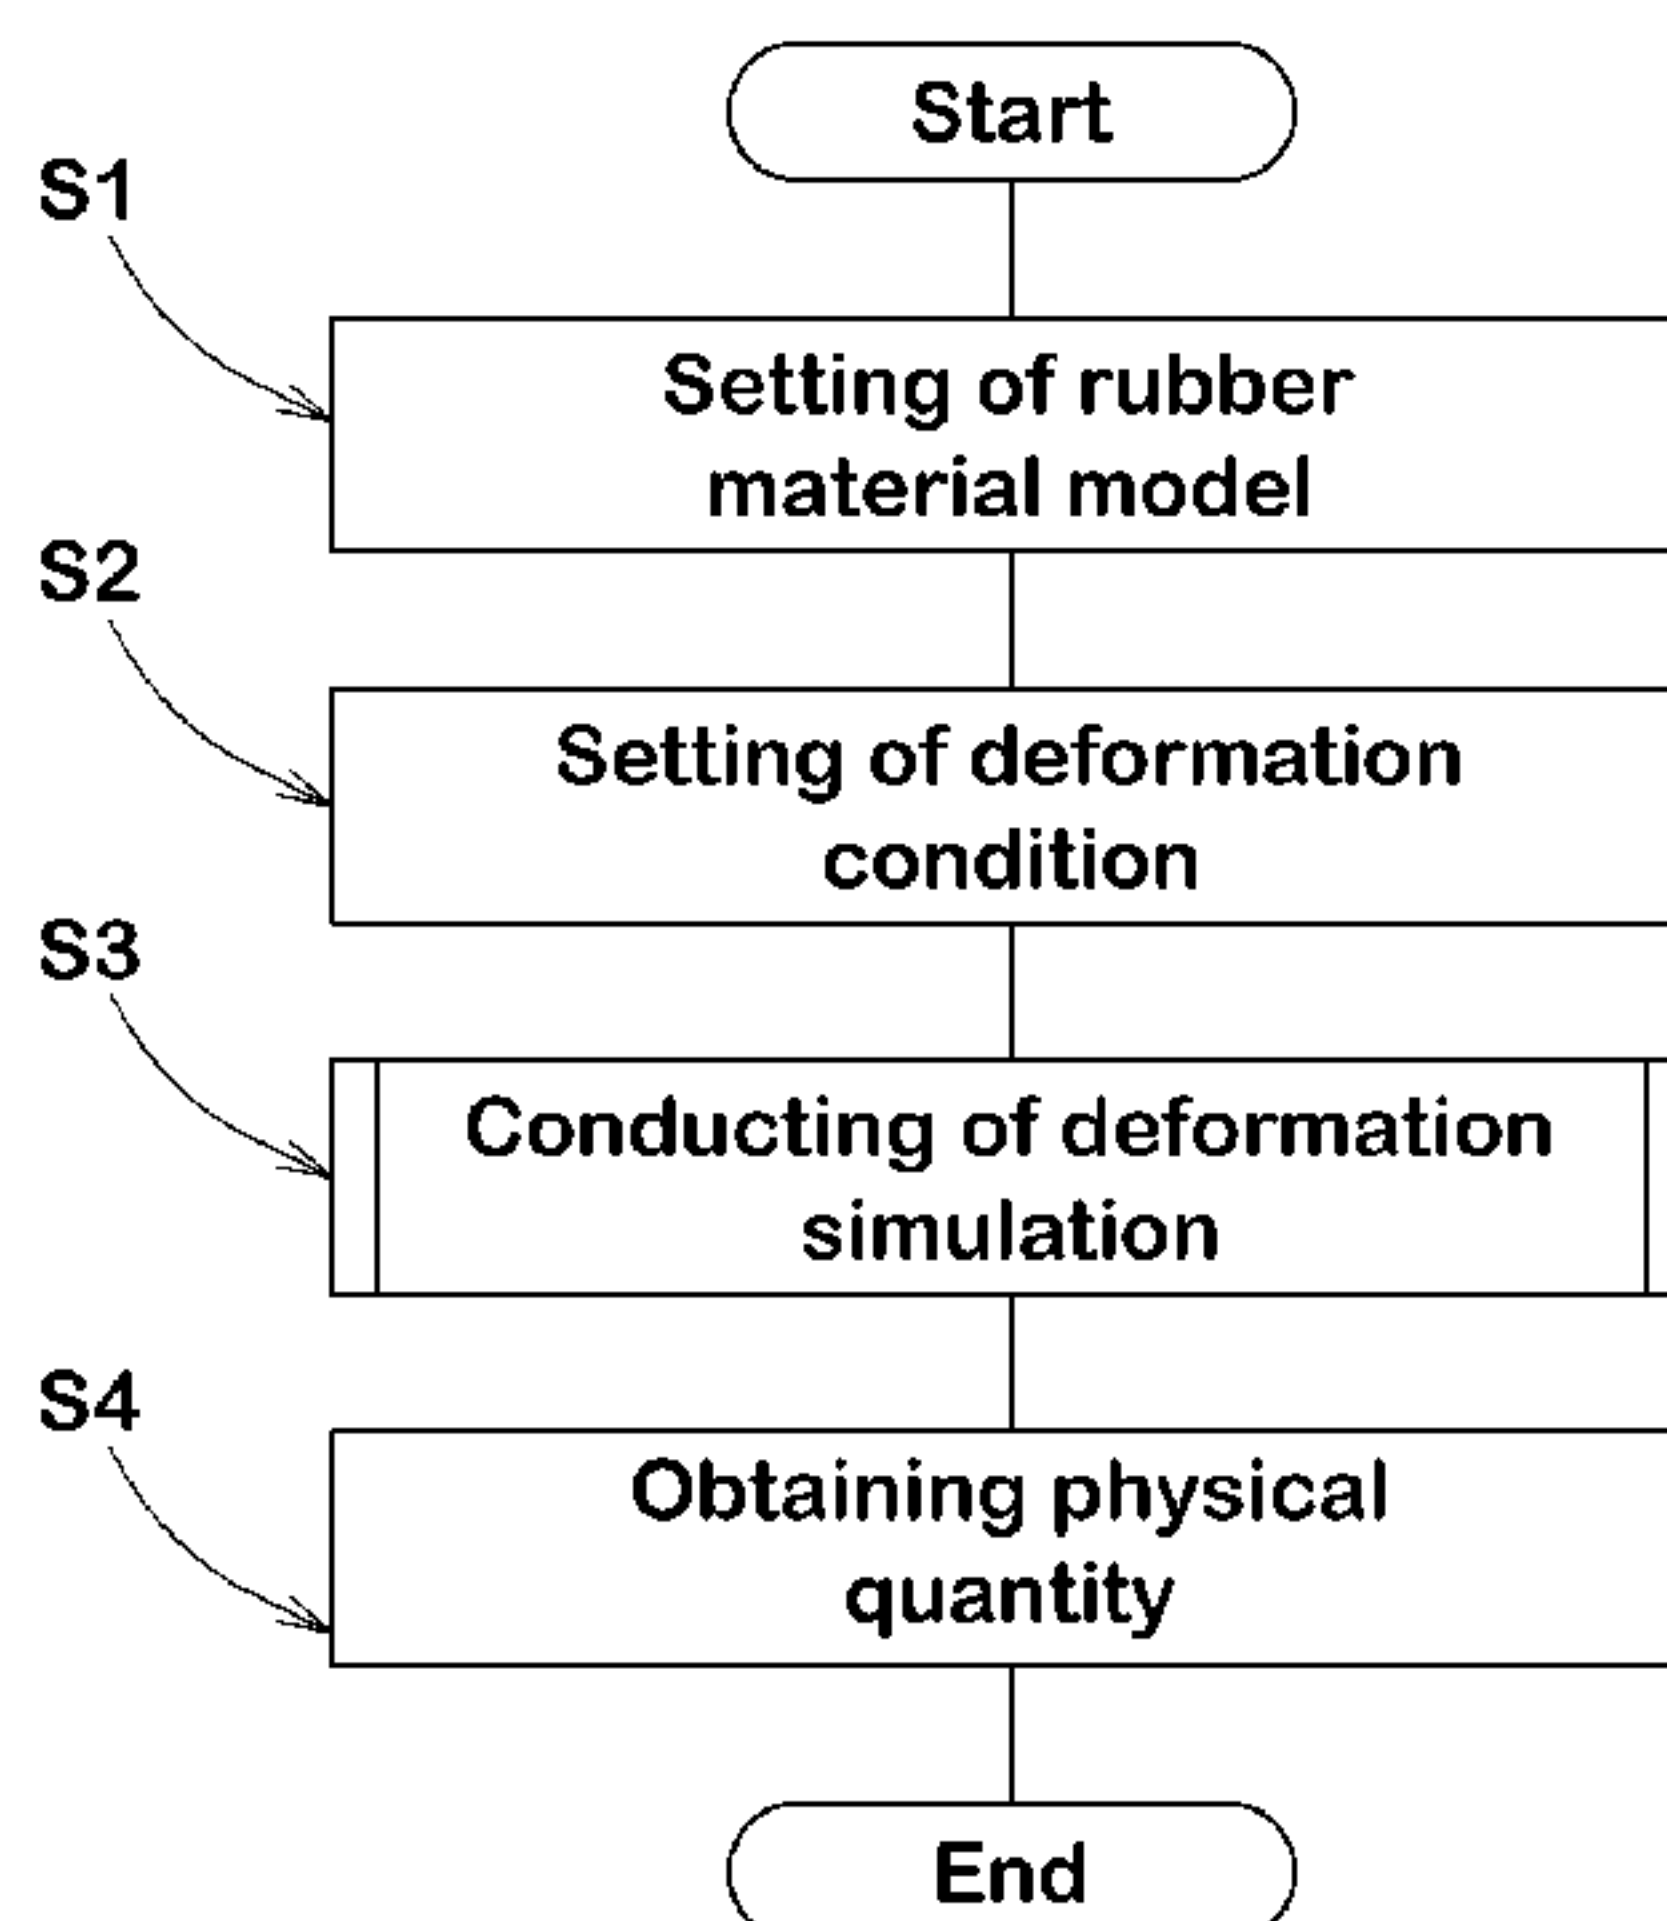 Start
S1
Setting of rubber
material model
S2
Setting of deformation
condition
S3
Conducting of deformation
simulation
S4
Obtaining physical
quantity
End